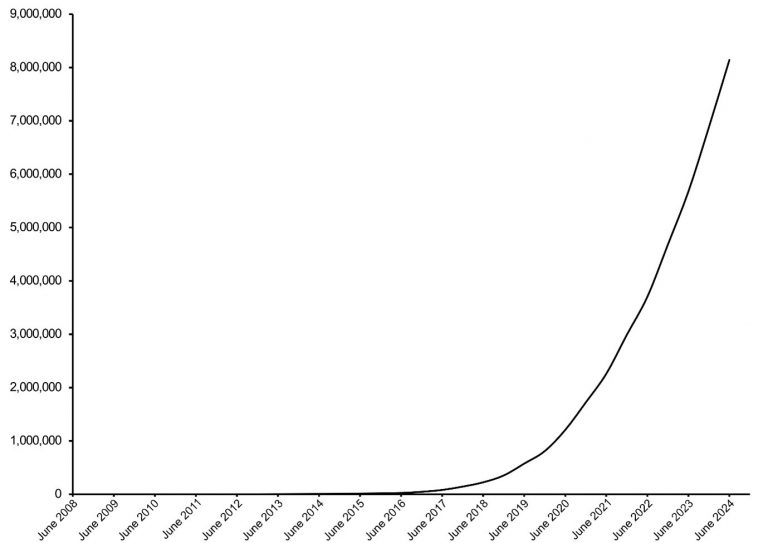 9,000,000
8,000,000
7,000,000
6,000,000
5,000,000
4,000,000
3,000,000
2,000,000
1,000,000
0
June 2008
June 2009
June 2010
June 2011
June 2012
June 2013
June 2014
June 2015
June 2016
June 2017
June 2018
June 2019
June 2020
June 2021
June 2022
June 2023
June 2024